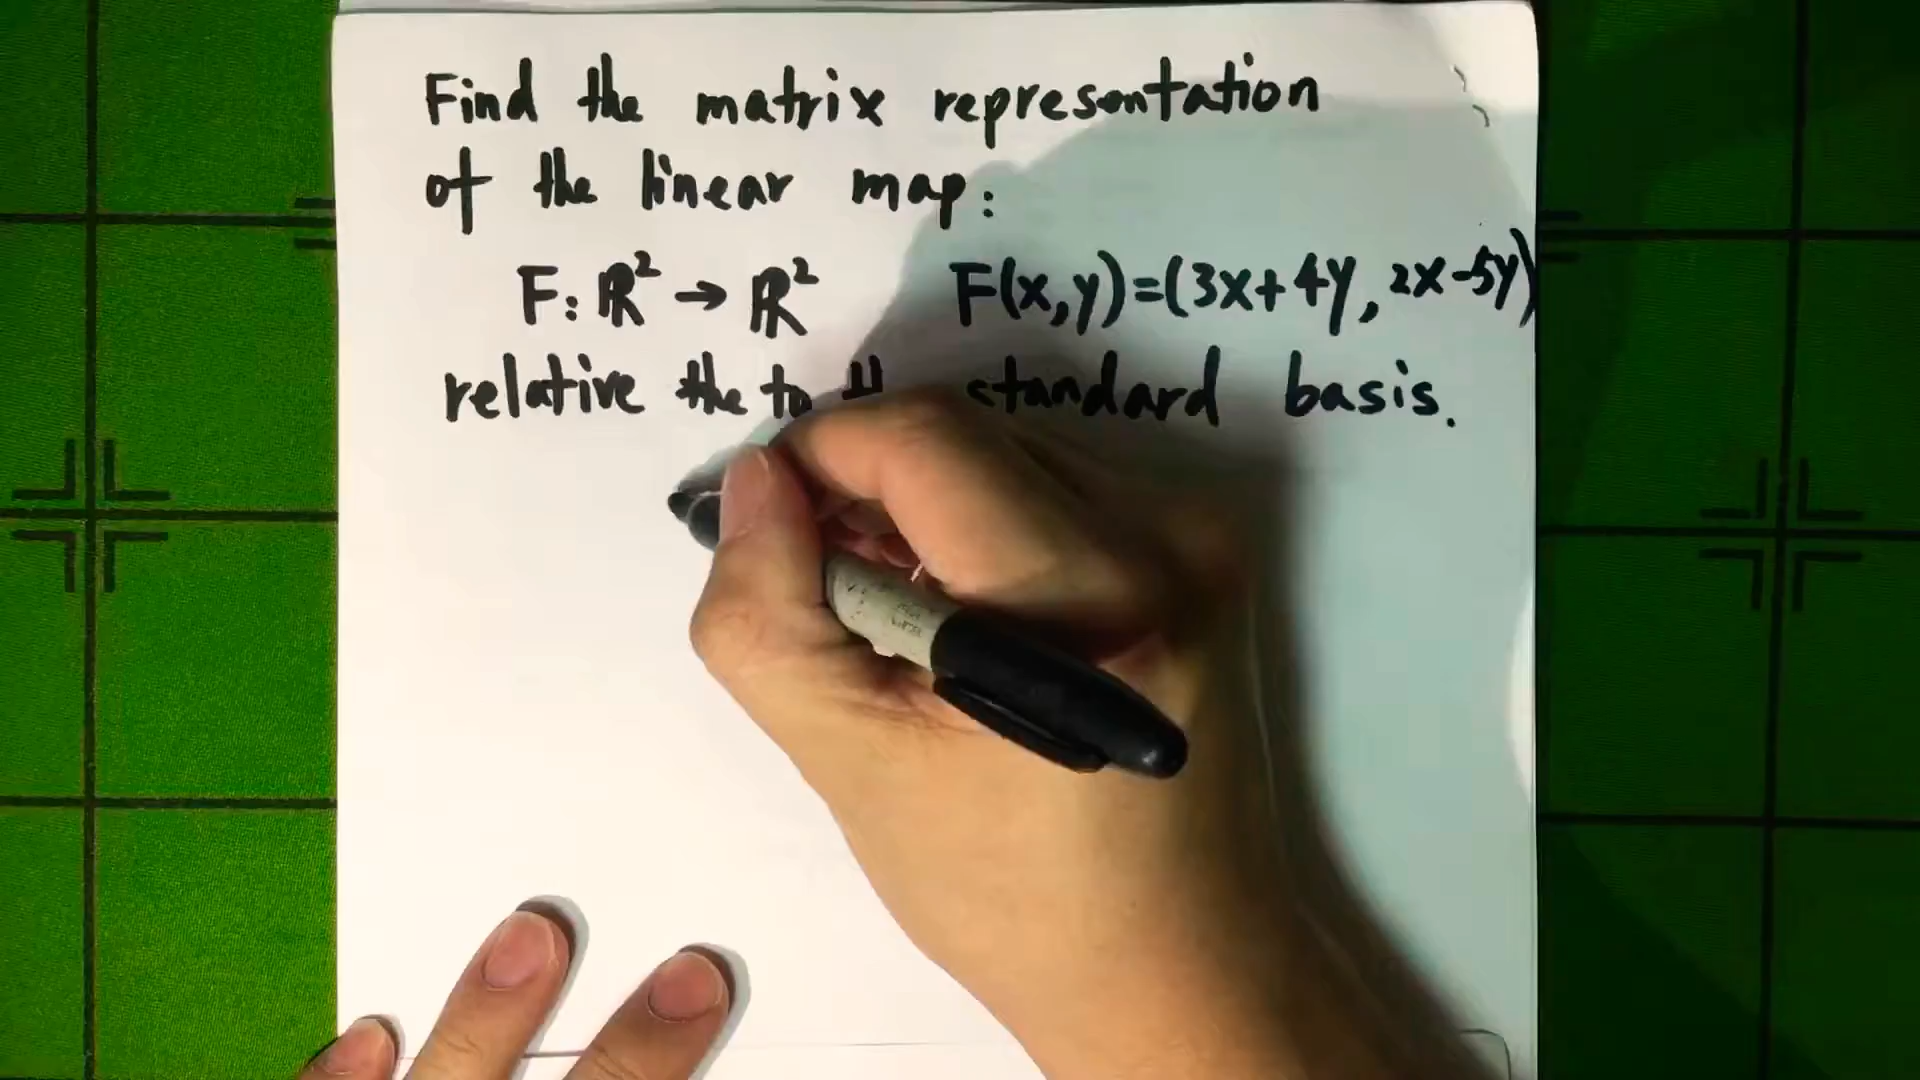 Find the matrix representation
of the linear map:
F: ℝ² → ℝ² F(x,y)=(3x+4y, 2x-5y)
relative the to standard basis.